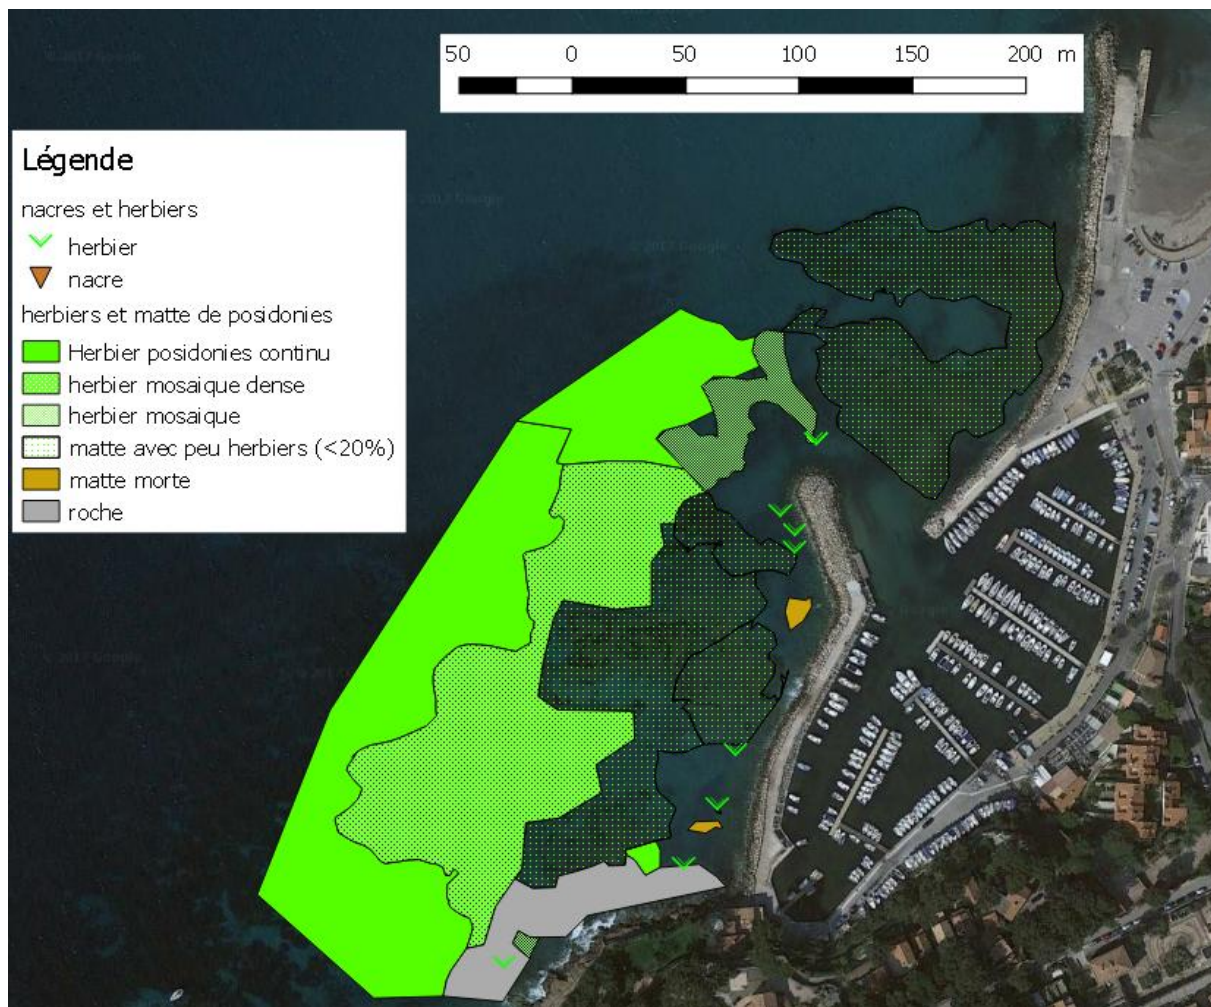 50 0 50 100 150 200 m
Légende
nacres et herbiers
herbier
nacre
herbiers et matte de posidonies
Herbier posidonies continu
herbier mosaique dense
herbier mosaique
matte avec peu herbiers (<20%)
matte morte
roche